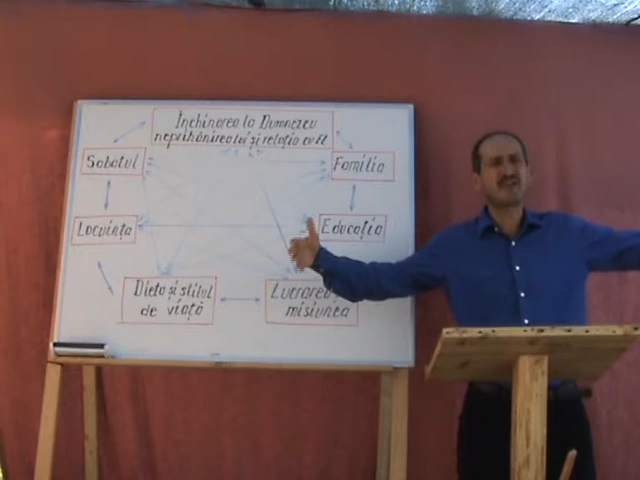 Închinarea la Dumnezeu
neprihănirea lui și relația cu El
Sabatul
Familia
Locuința
Educația
Dieta și stilul
de viață
Lucrarea
misiunea